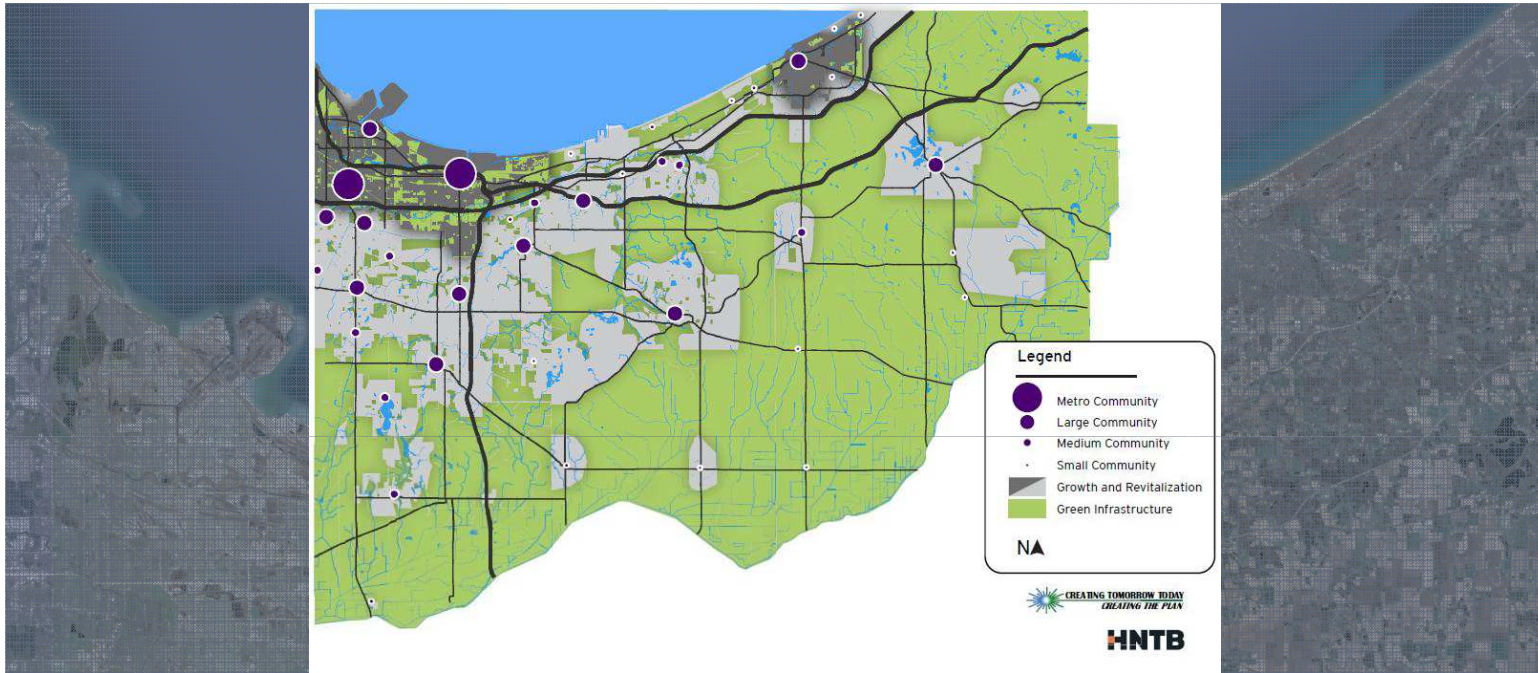 Legend
Metro Community
Large Community
Medium Community
Small Community
Growth and Revitalization
Green Infrastructure
N
CREATING TOMORROW TODAY
CREATING THE PLAN
HNTB